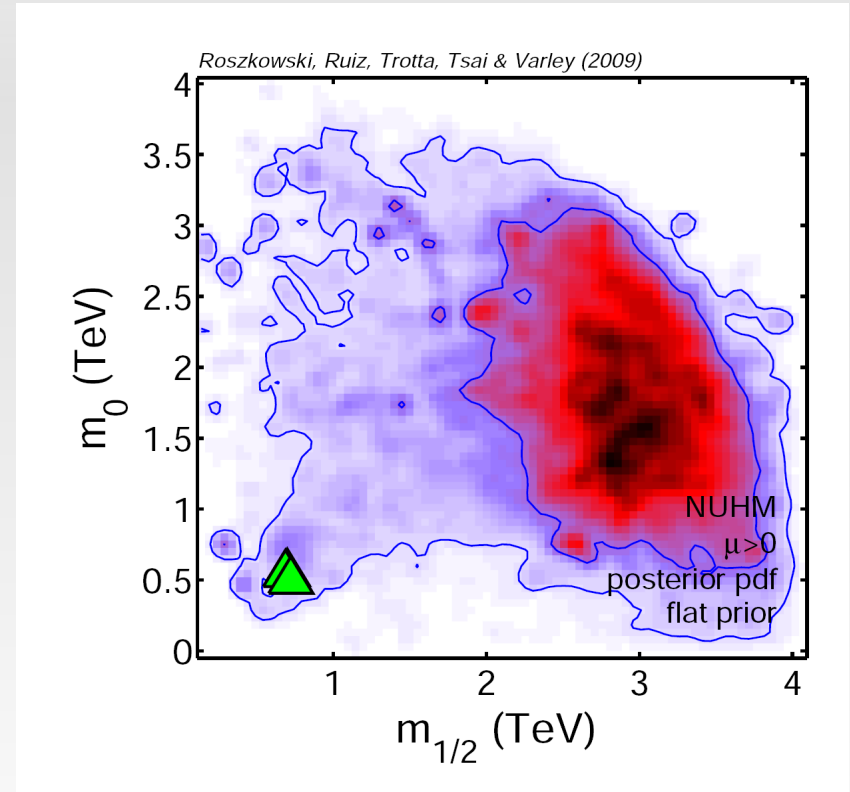 Roszkowski, Ruiz, Trotta, Tsai & Varley (2009)
4
3.5
3
2.5
2
1.5
1
0.5
0
m0 (TeV)
NUHM
μ>0
posterior pdf
flat prior
1 2 3 4
m1/2 (TeV)